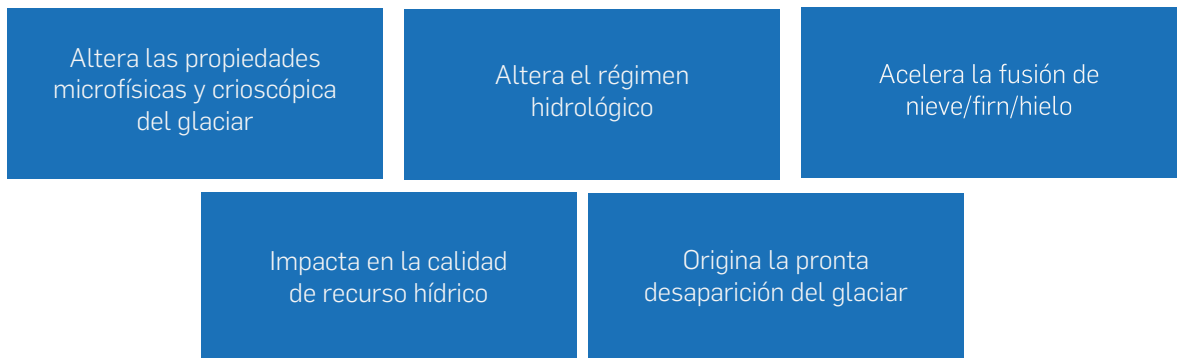 Altera las propiedades
microfísicas y crioscópica
del glaciar
Altera el régimen
hidrológico
Acelera la fusión de
nieve/firn/hielo
Impacta en la calidad
de recurso hídrico
Origina la pronta
desaparición del glaciar